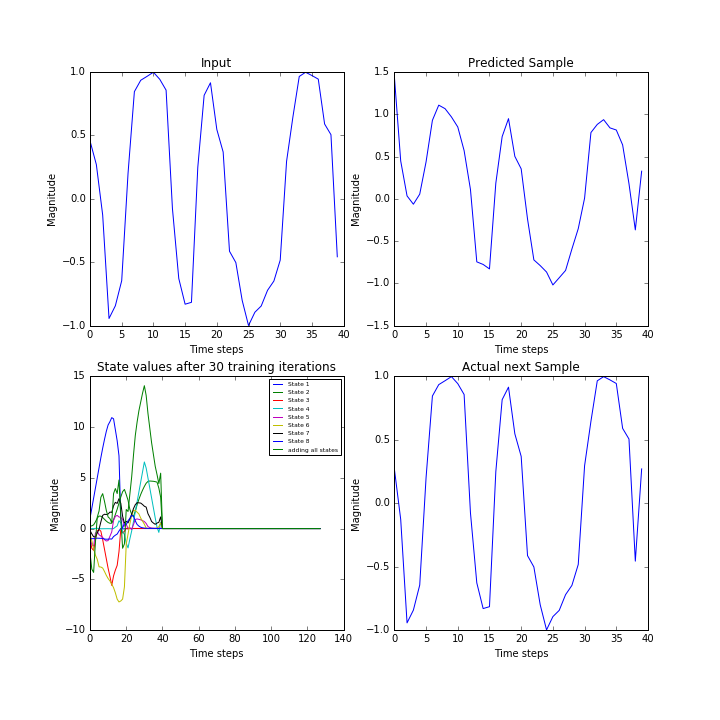 Input
1.0
0.5
0.0
−0.5
−1.0
Magnitude
0 5 10 15 20 25 30 35 40
Time steps
Predicted Sample
1.5
1.0
0.5
0.0
−0.5
−1.0
−1.5
Magnitude
0 5 10 15 20 25 30 35 40
Time steps
State values after 30 training iterations
15
10
5
0
−5
−10
Magnitude
State 1
State 2
State 3
State 4
State 5
State 6
State 7
State 8
adding all states
0 20 40 60 80 100 120 140
Time steps
Actual next Sample
1.0
0.5
0.0
−0.5
−1.0
Magnitude
0 5 10 15 20 25 30 35 40
Time steps